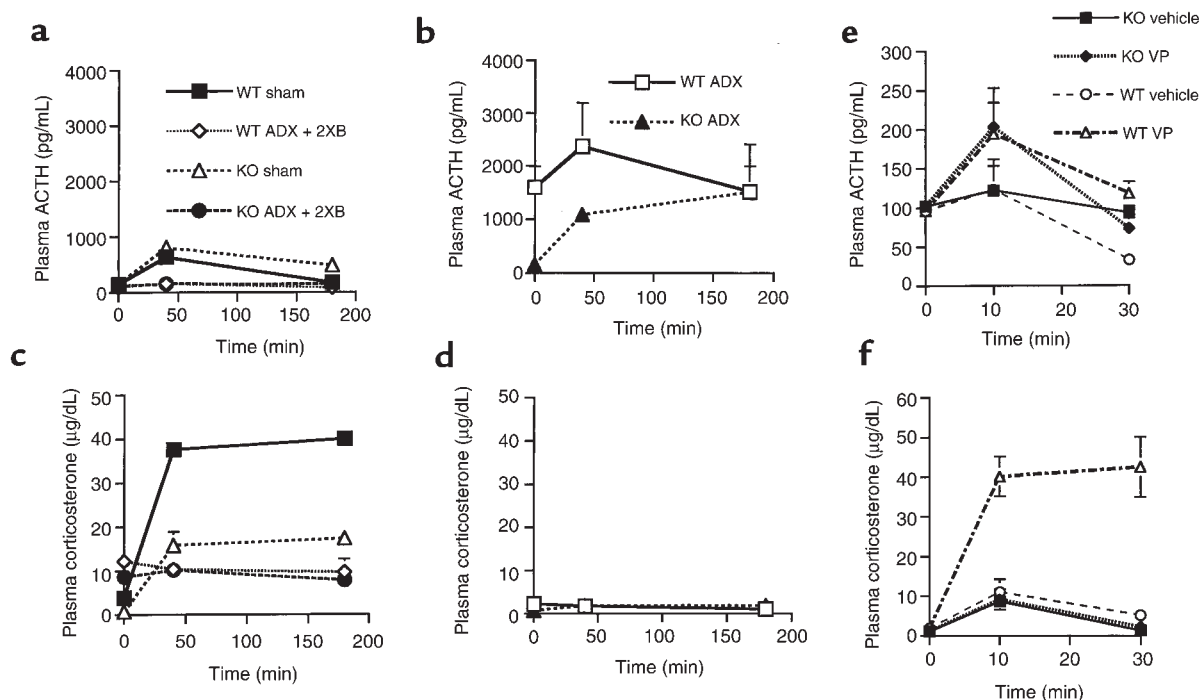 a
4000
3000
2000
1000
0
0 50 100 150 200
Plasma ACTH (pg/mL)
Time (min)
WT sham
WT ADX + 2XB
KO sham
KO ADX + 2XB
b
4000
3000
2000
1000
0
0 50 100 150 200
Plasma ACTH (pg/mL)
Time (min)
WT ADX
KO ADX
e
300
250
200
150
100
50
0
0 10 20 30
Plasma ACTH (pg/mL)
Time (min)
KO vehicle
KO VP
WT vehicle
WT VP
c
50
40
30
20
10
0
0 50 100 150 200
Plasma corticosterone (µg/dL)
Time (min)
d
50
40
30
20
10
0
0 50 100 150 200
Plasma corticosterone (µg/dL)
Time (min)
f
60
50
40
30
20
10
0
0 10 20 30
Plasma corticosterone (µg/dL)
Time (min)